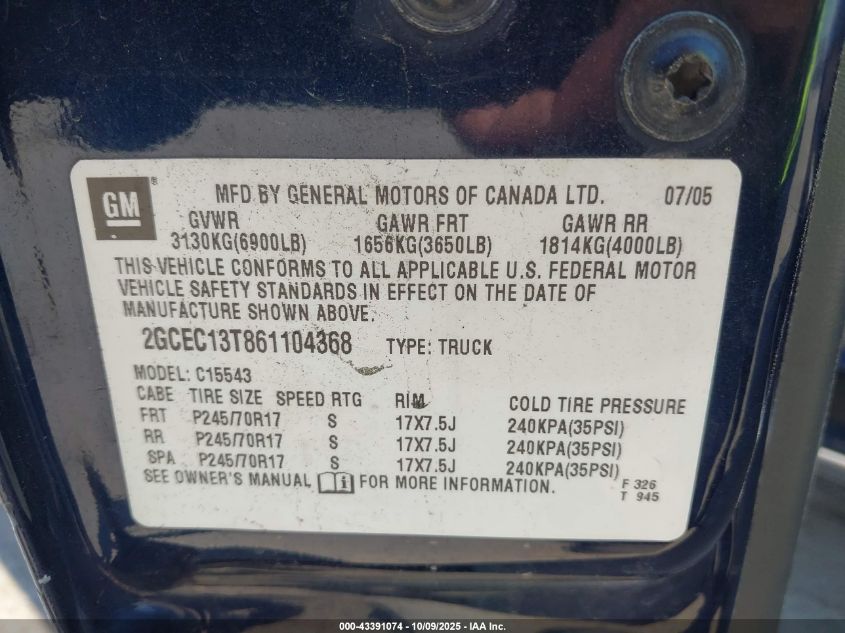 GM ® MFD BY GENERAL MOTORS OF CANADA LTD. 07/05
GVWR GAWR FRT GAWR RR
3130KG(6900LB) 1656KG(3650LB) 1814KG(4000LB)
THIS VEHICLE CONFORMS TO ALL APPLICABLE U.S. FEDERAL MOTOR
VEHICLE SAFETY STANDARDS IN EFFECT ON THE DATE OF
MANUFACTURE SHOWN ABOVE.
2GCEC13T861104368 TYPE: TRUCK
MODEL: C15543
CABE TIRE SIZE SPEED RTG RIM COLD TIRE PRESSURE
FRT P245/70R17 S 17X7.5J 240KPA(35PSI)
RR P245/70R17 S 17X7.5J 240KPA(35PSI)
SPA P245/70R17 S 17X7.5J 240KPA(35PSI)
SEE OWNER'S MANUAL i FOR MORE INFORMATION. F 326
T 945
000-43391074 | 10/09/2025 - IAA Inc.